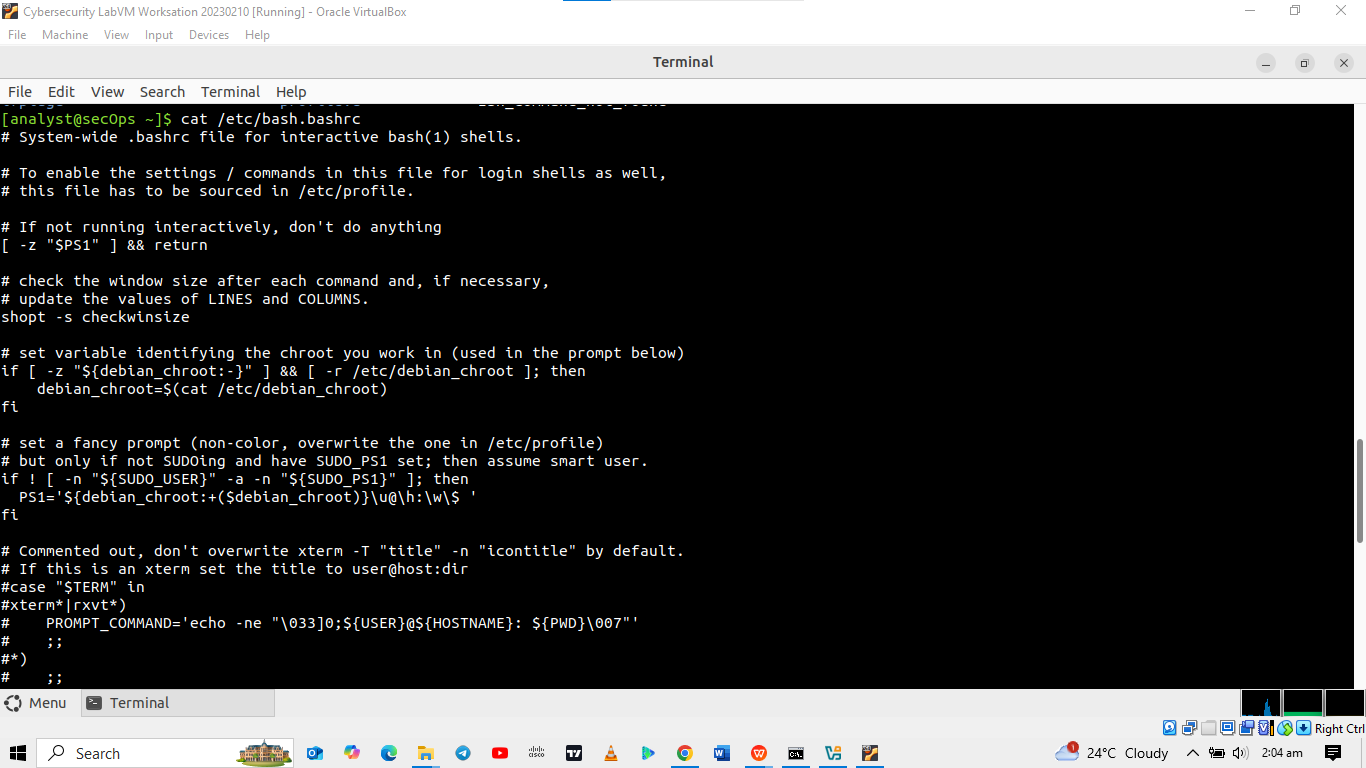 Cybersecurity LabVM Worksation 20230210 [Running] - Oracle VirtualBox
File Machine View Input Devices Help
Terminal
File Edit View Search Terminal Help
[analyst@secOps ~]$ cat /etc/bash.bashrc
# System-wide .bashrc file for interactive bash(1) shells.

# To enable the settings / commands in this file for login shells as well,
# this file has to be sourced in /etc/profile.

# If not running interactively, don't do anything
[ -z "$PS1" ] && return

# check the window size after each command and, if necessary,
# update the values of LINES and COLUMNS.
shopt -s checkwinsize

# set variable identifying the chroot you work in (used in the prompt below)
if [ -z "${debian_chroot:-}" ] && [ -r /etc/debian_chroot ]; then
    debian_chroot=$(cat /etc/debian_chroot)
fi

# set a fancy prompt (non-color, overwrite the one in /etc/profile)
# but only if not SUDOing and have SUDO_PS1 set; then assume smart user.
if ! [ -n "${SUDO_USER}" -a -n "${SUDO_PS1}" ]; then
  PS1='${debian_chroot:+($debian_chroot)}\u@\h:\w\$ '
fi

# Commented out, don't overwrite xterm -T "title" -n "icontitle" by default.
# If this is an xterm set the title to user@host:dir
#case "$TERM" in
#xterm*|rxvt*)
#    PROMPT_COMMAND='echo -ne "\033]0;${USER}@${HOSTNAME}: ${PWD}\007"'
#    ;;
#*)
#    ;;
Menu Terminal
Right Ctrl
Search 1 24°C Cloudy 2:04 am